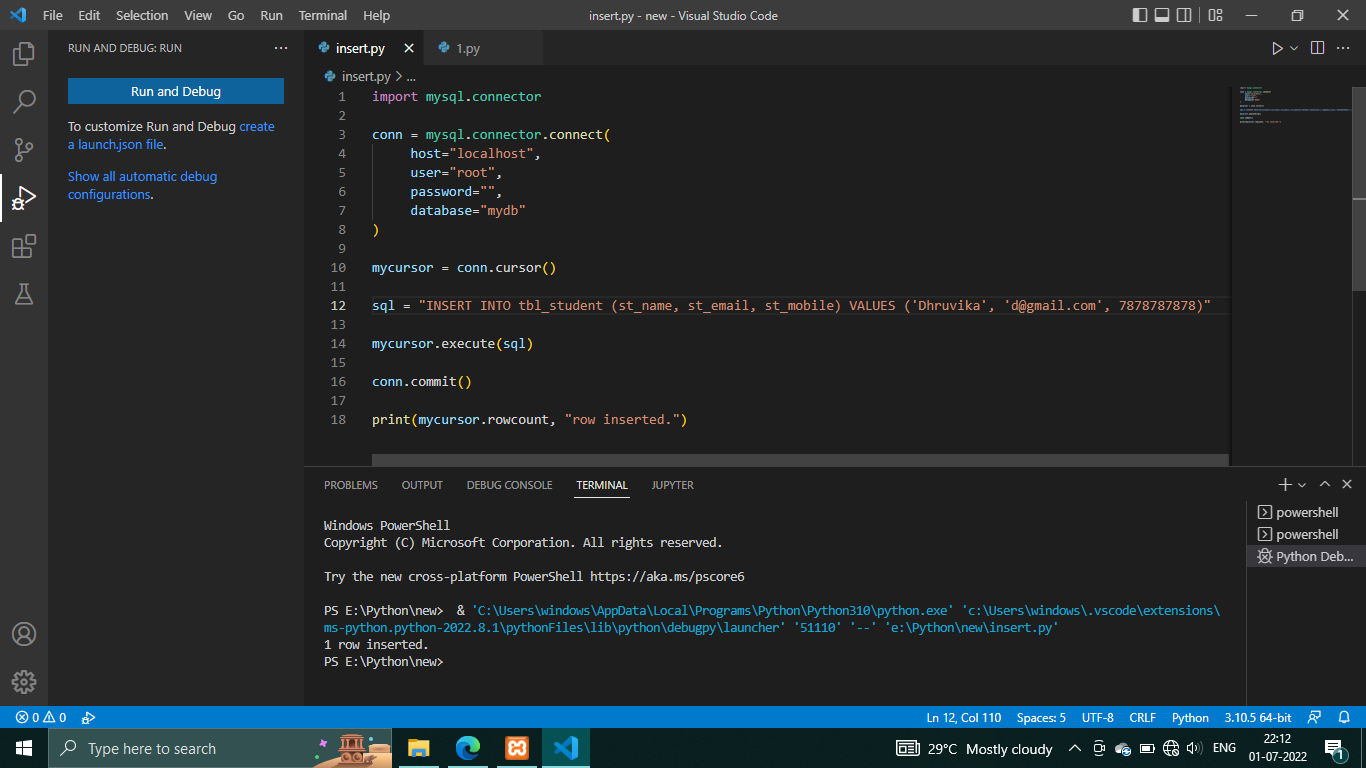 File Edit Selection View Go Run Terminal Help insert.py - new - Visual Studio Code
RUN AND DEBUG: RUN ...
Run and Debug
To customize Run and Debug create
a launch.json file.
Show all automatic debug
configurations.
insert.py 1.py
insert.py > ...
1 import mysql.connector
2
3 conn = mysql.connector.connect(
4 host="localhost",
5 user="root",
6 password="",
7 database="mydb"
8 )
9
10 mycursor = conn.cursor()
11
12 sql = "INSERT INTO tbl_student (st_name, st_email, st_mobile) VALUES ('Dhruvika', 'd@gmail.com', 7878787878)"
13
14 mycursor.execute(sql)
15
16 conn.commit()
17
18 print(mycursor.rowcount, "row inserted.")
PROBLEMS OUTPUT DEBUG CONSOLE TERMINAL JUPYTER
Windows PowerShell
Copyright (C) Microsoft Corporation. All rights reserved.
Try the new cross-platform PowerShell https://aka.ms/pscore6
PS E:\Python\new>  & 'C:\Users\windows\AppData\Local\Programs\Python\Python310\python.exe' 'c:\Users\windows\.vscode\extensions\
ms-python.python-2022.8.1\pythonFiles\lib\python\debugpy\launcher' '51110' '--' 'e:\Python\new\insert.py'
1 row inserted.
PS E:\Python\new>
powershell
powershell
Python Deb...
0 0 Ln 12, Col 110 Spaces: 5 UTF-8 CRLF Python 3.10.5 64-bit
Type here to search 29°C Mostly cloudy ENG 22:12
01-07-2022 1